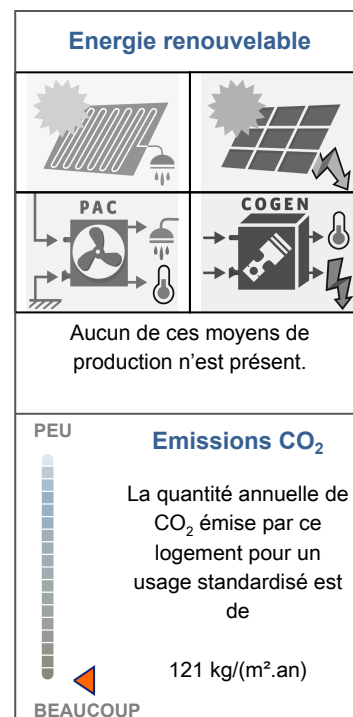 Energie renouvelable
PAC
COGEN
Aucun de ces moyens de
production n'est présent.
PEU
Emissions CO₂
La quantité annuelle de
CO₂ émise par ce
logement pour un
usage standardisé est
de
121 kg/(m².an)
BEAUCOUP